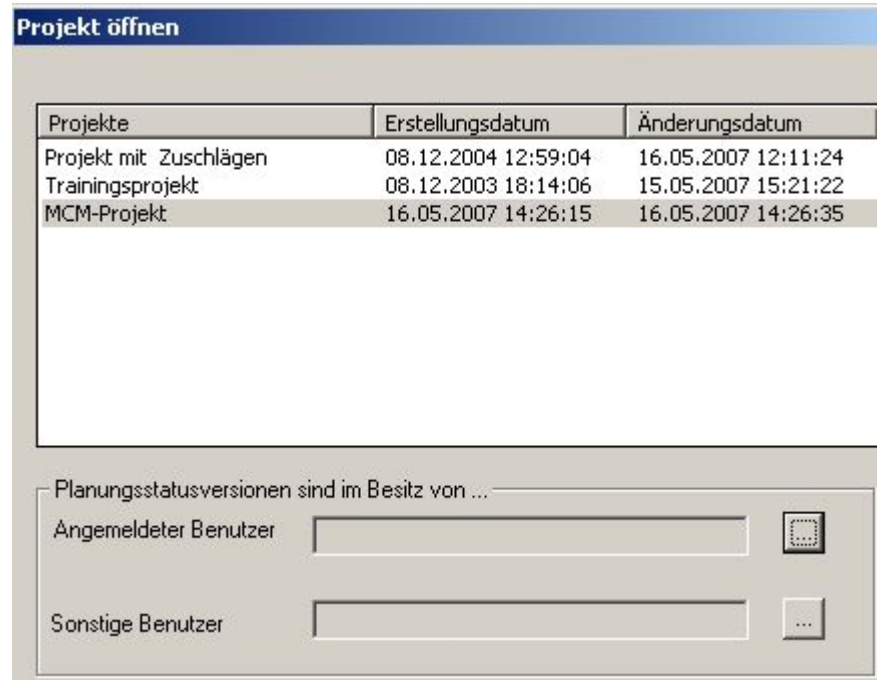 Projekt öffnen
Projekte Erstellungsdatum Änderungsdatum
Projekt mit Zuschlägen 08.12.2004 12:59:04 16.05.2007 12:11:24
Trainingsprojekt 08.12.2003 18:14:06 15.05.2007 15:21:22
MCM-Projekt 16.05.2007 14:26:15 16.05.2007 14:26:35
Planungsstatusversionen sind im Besitz von ...
Angemeldeter Benutzer ...
Sonstige Benutzer ...